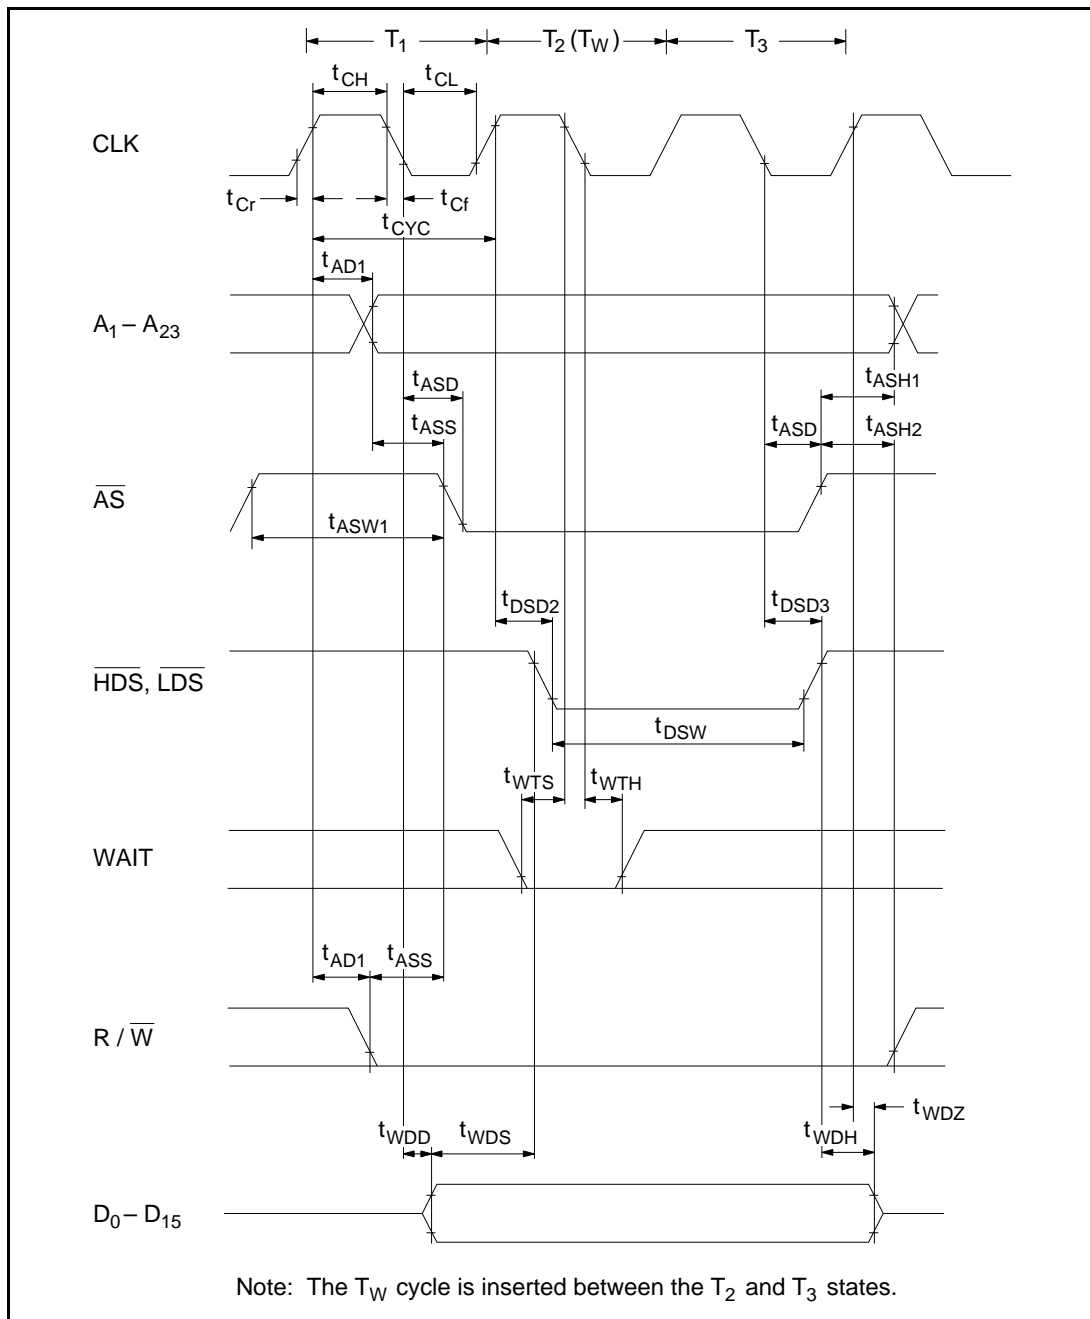 T1 T2 (TW) T3
tCH tCL
CLK
tCr tCf
tCYC
tAD1
A1 – A23
tASD tASH1
tASS tASD tASH2
AS
tASW1
tDSD2 tDSD3
HDS, LDS
tDSW
tWTS tWTH
WAIT
tAD1 tASS
R / W
tWDZ
tWDD tWDS tWDH
D0 – D15
Note: The TW cycle is inserted between the T2 and T3 states.